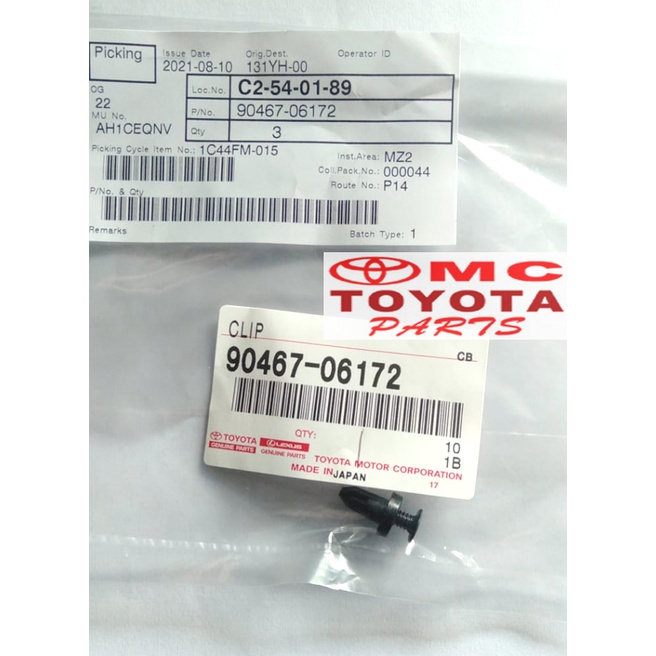 Picking
Issue Date Orig.Dest. Operator ID
2021-08-10 131YH-00
OG
22
MU No.
AH1CEQNV
Loc.No. C2-54-01-89
P/No. 90467-06172
Qty 3
Picking Cycle Item No.: 1C44FM-015
Inst.Area: MZ2
Coll.Pack.No.: 000044
Route No.: P14
P/No. & Qty
Remarks
Batch Type: 1
MC
TOYOTA
PARTS
CLIP
CB
90467-06172
QTY:
10
1B
TOYOTA
GENUINE PARTS
LEXUS
GENUINE PARTS
TOYOTA MOTOR CORPORATION
MADE IN JAPAN
17